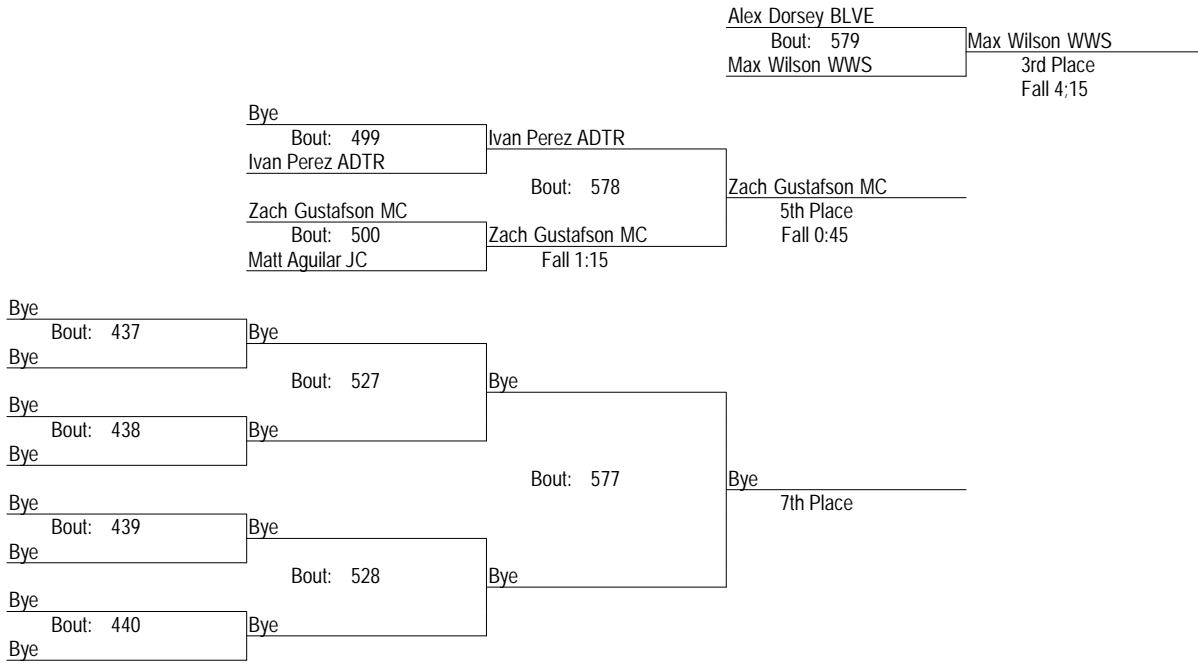 Alex Dorsey BLVE
Bout: 579
Max Wilson WWS
Max Wilson WWS
3rd Place
Fall 4;15
Bye
Bout: 499
Ivan Perez ADTR
Ivan Perez ADTR
Bout: 578
Zach Gustafson MC
5th Place
Fall 0:45
Zach Gustafson MC
Bout: 500
Matt Aguilar JC
Zach Gustafson MC
Fall 1:15
Bye
Bout: 437
Bye
Bye
Bout: 527
Bye
Bye
Bout: 438
Bye
Bye
Bout: 577
Bye
7th Place
Bye
Bout: 439
Bye
Bye
Bout: 528
Bye
Bye
Bout: 440
Bye
Bye